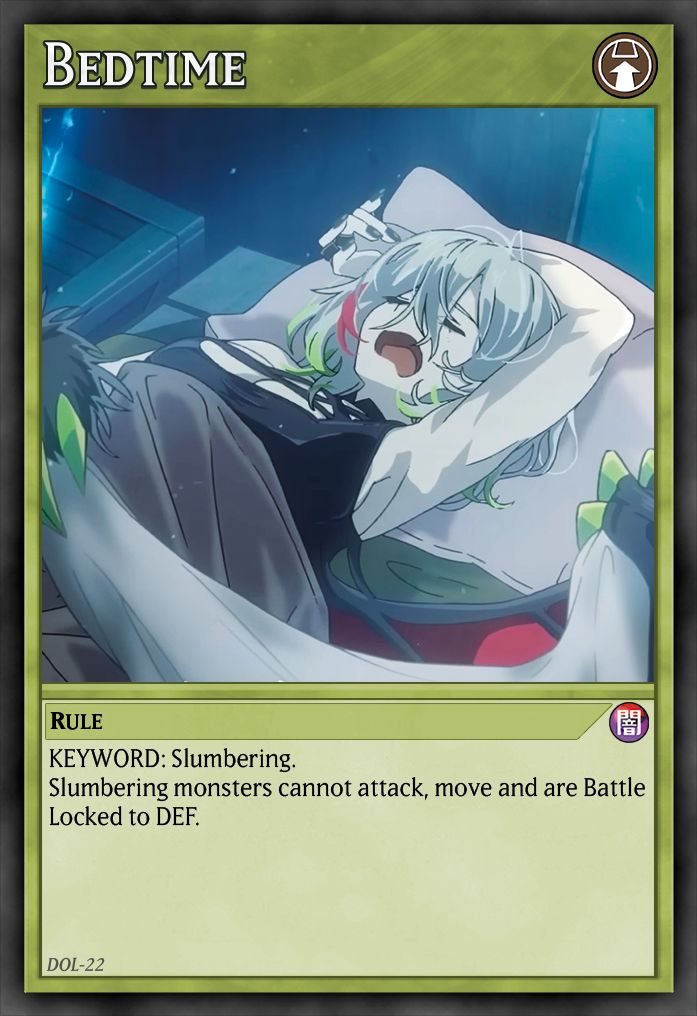 BEDTIME
RULE
闇
KEYWORD: Slumbering.
Slumbering monsters cannot attack, move and are Battle
Locked to DEF.
DOL-22